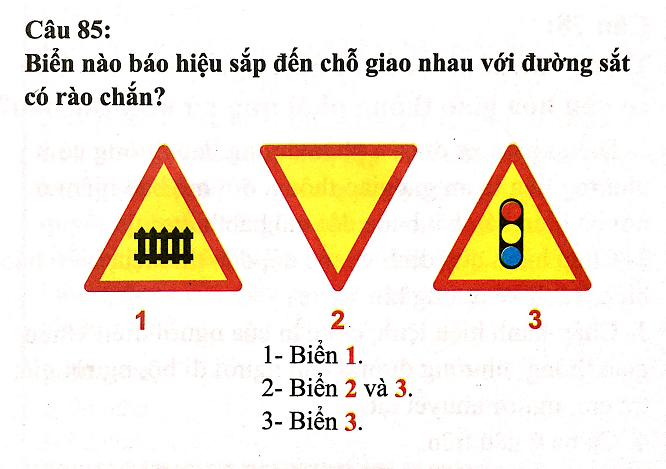 Câu 85:
Biển nào báo hiệu sắp đến chỗ giao nhau với đường sắt
có rào chắn?
1 2 3
1- Biển 1.
2- Biển 2 và 3.
3- Biển 3.